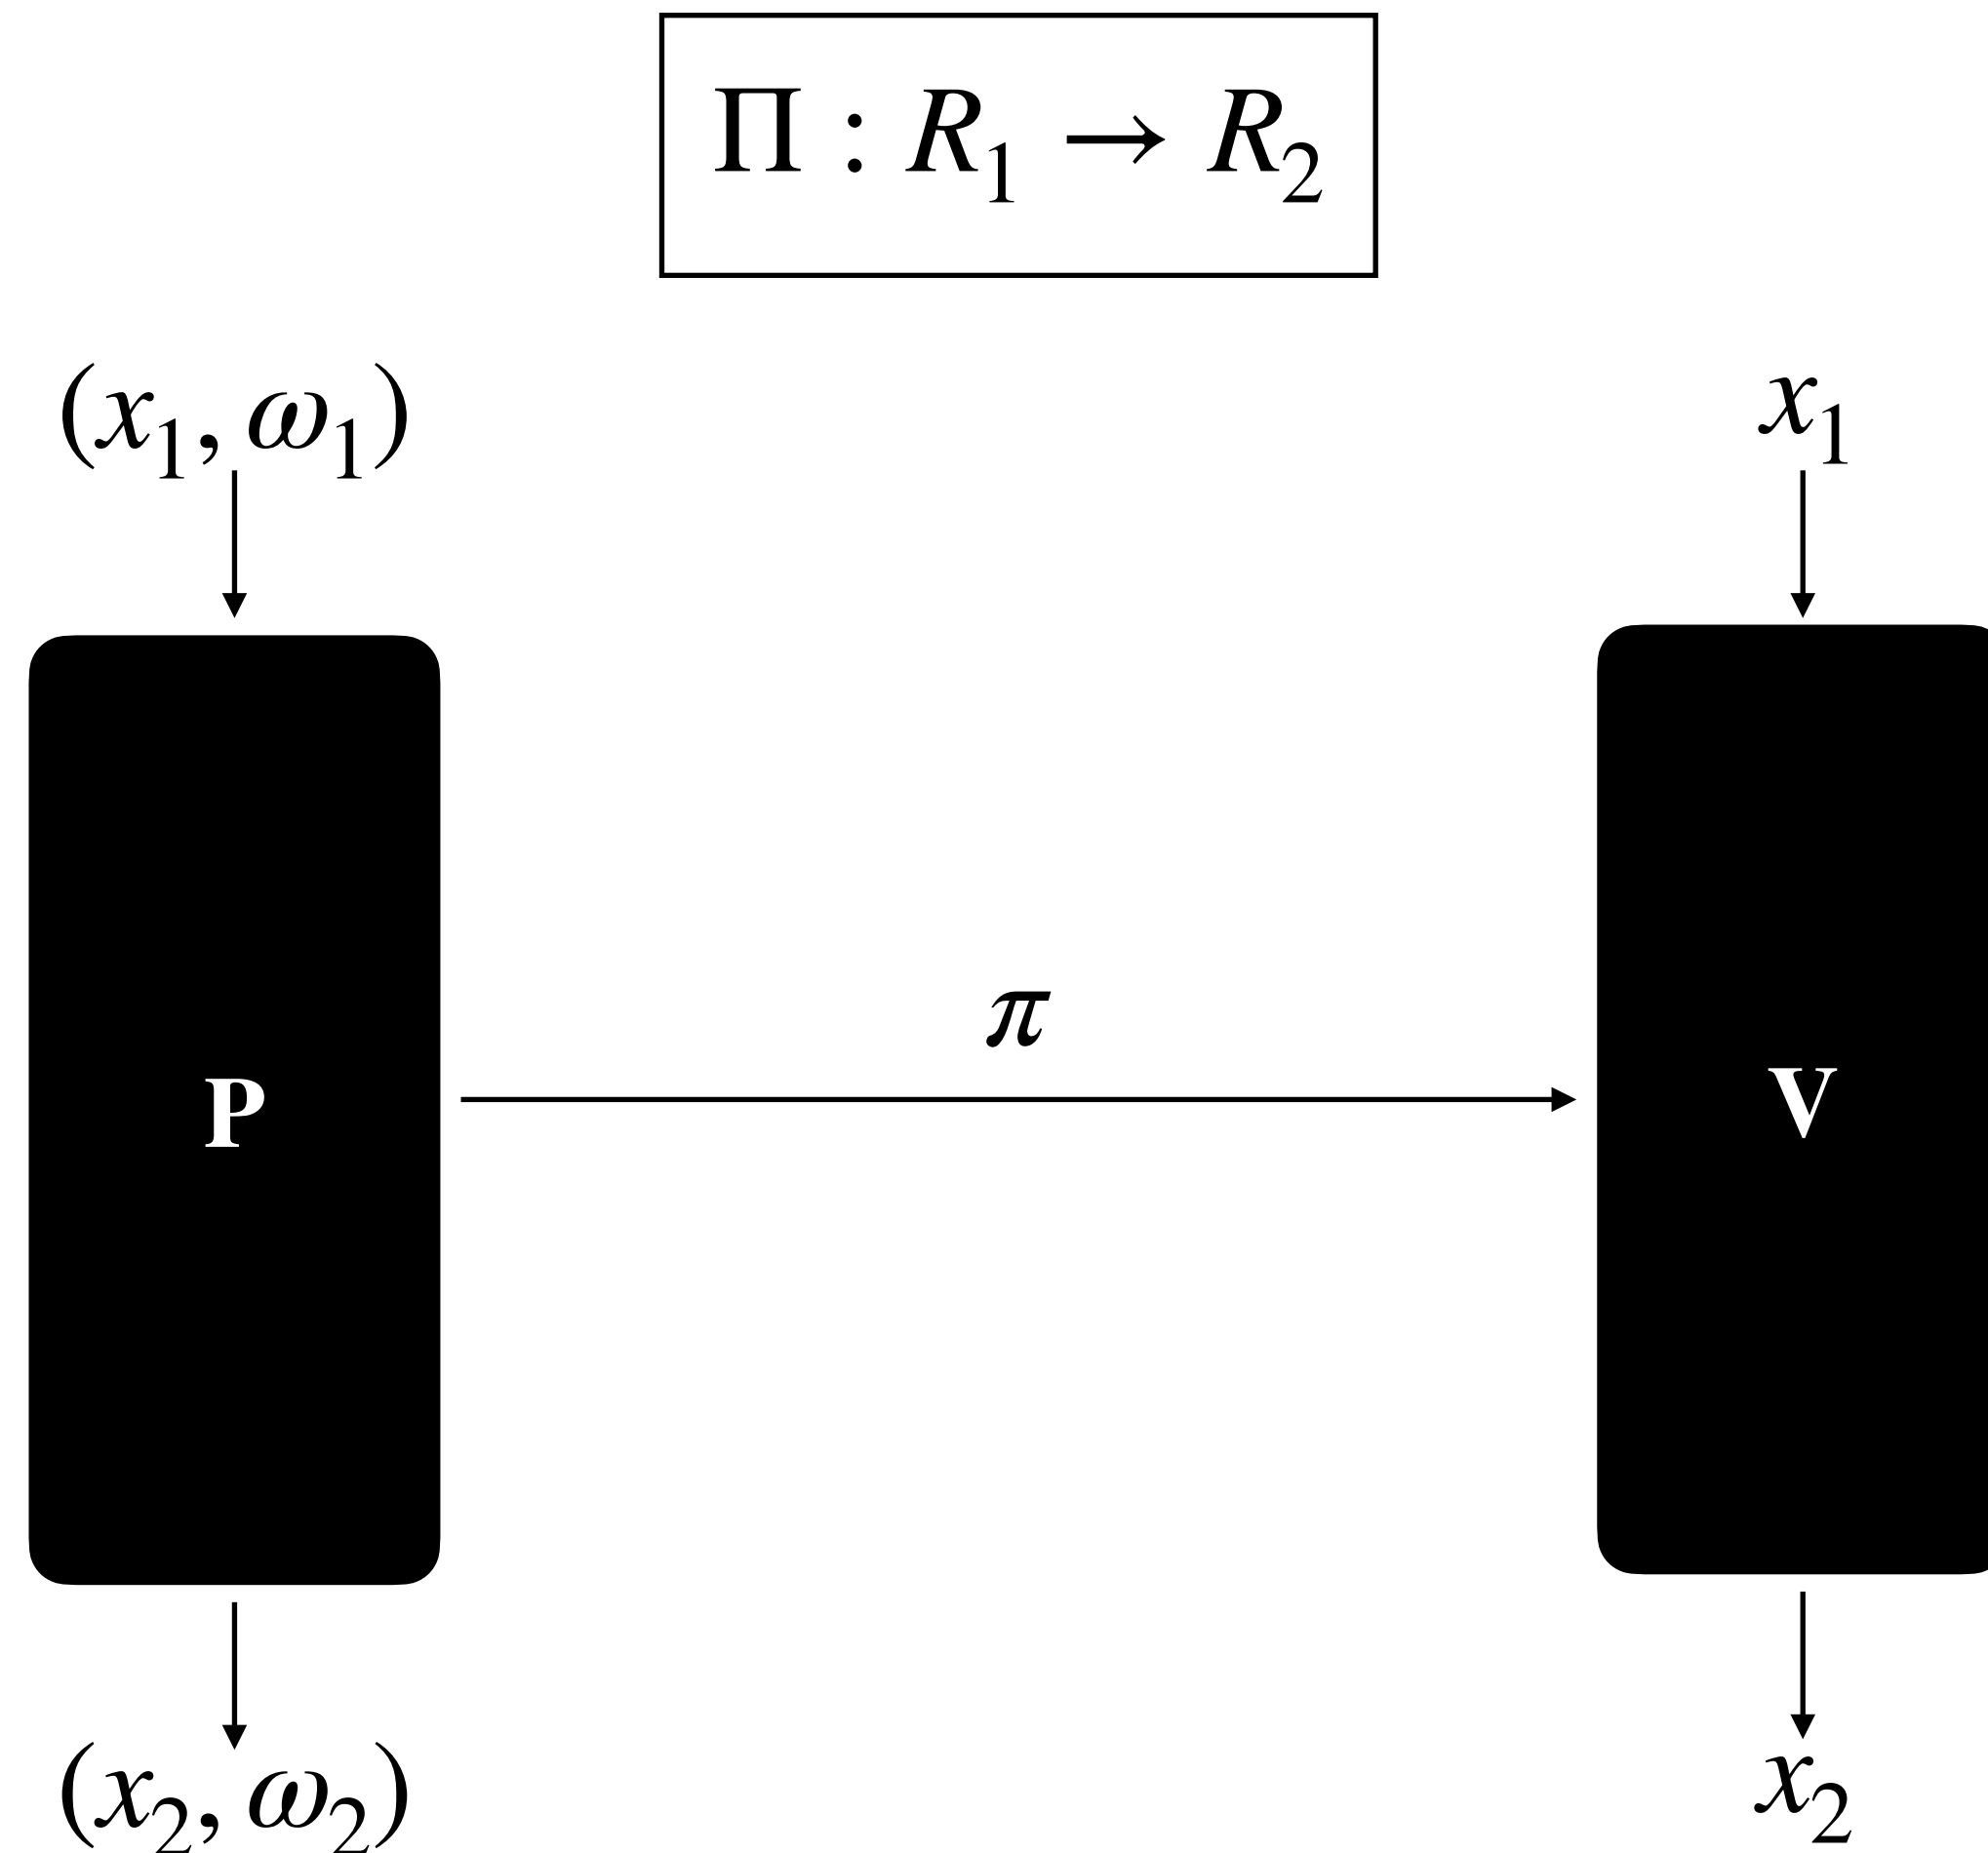 Π : R₁ → R₂
(x₁, ω₁)
x₁
π
P
V
(x₂, ω₂)
x₂